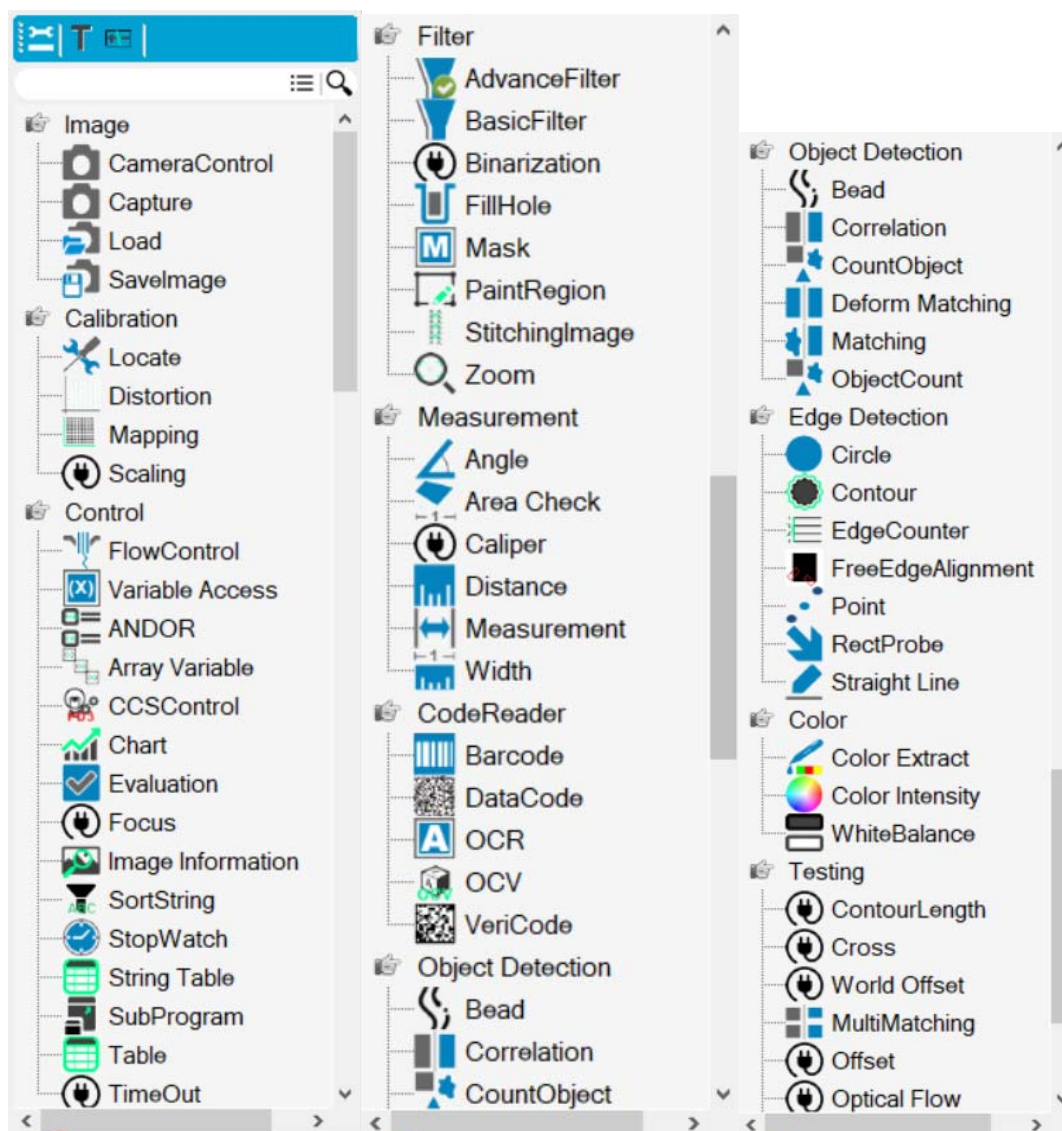 Image
CameraControl
Capture
Load
SaveImage
Calibration
Locate
Distortion
Mapping
Scaling
Control
FlowControl
Variable Access
ANDOR
Array Variable
CCSControl
Chart
Evaluation
Focus
Image Information
SortString
StopWatch
String Table
SubProgram
Table
TimeOut
Filter
AdvanceFilter
BasicFilter
Binarization
FillHole
Mask
PaintRegion
StitchingImage
Zoom
Measurement
Angle
Area Check
Caliper
Distance
Measurement
Width
CodeReader
Barcode
DataCode
OCR
OCV
VeriCode
Object Detection
Bead
Correlation
CountObject
Object Detection
Bead
Correlation
CountObject
Deform Matching
Matching
ObjectCount
Edge Detection
Circle
Contour
EdgeCounter
FreeEdgeAlignment
Point
RectProbe
Straight Line
Color
Color Extract
Color Intensity
WhiteBalance
Testing
ContourLength
Cross
World Offset
MultiMatching
Offset
Optical Flow